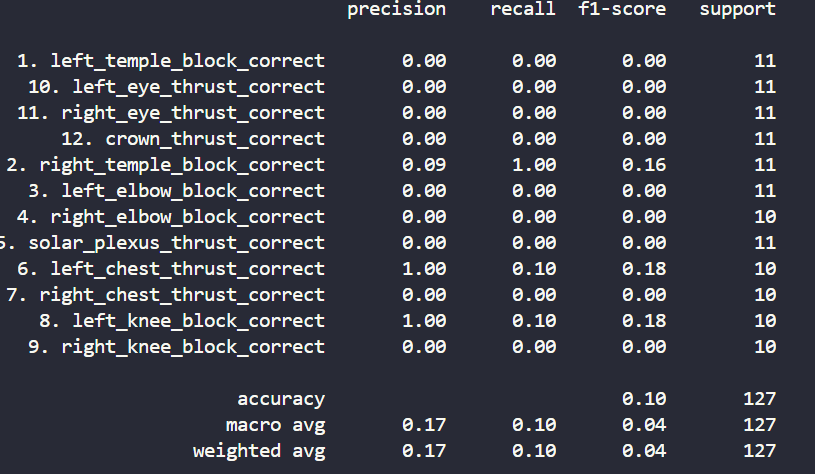 precision recall f1-score support
1. left_temple_block_correct 0.00 0.00 0.00 11
10. left_eye_thrust_correct 0.00 0.00 0.00 11
11. right_eye_thrust_correct 0.00 0.00 0.00 11
12. crown_thrust_correct 0.00 0.00 0.00 11
2. right_temple_block_correct 0.09 1.00 0.16 11
3. left_elbow_block_correct 0.00 0.00 0.00 11
4. right_elbow_block_correct 0.00 0.00 0.00 10
5. solar_plexus_thrust_correct 0.00 0.00 0.00 11
6. left_chest_thrust_correct 1.00 0.10 0.18 10
7. right_chest_thrust_correct 0.00 0.00 0.00 10
8. left_knee_block_correct 1.00 0.10 0.18 10
9. right_knee_block_correct 0.00 0.00 0.00 10
accuracy 0.10 127
macro avg 0.17 0.10 0.04 127
weighted avg 0.17 0.10 0.04 127